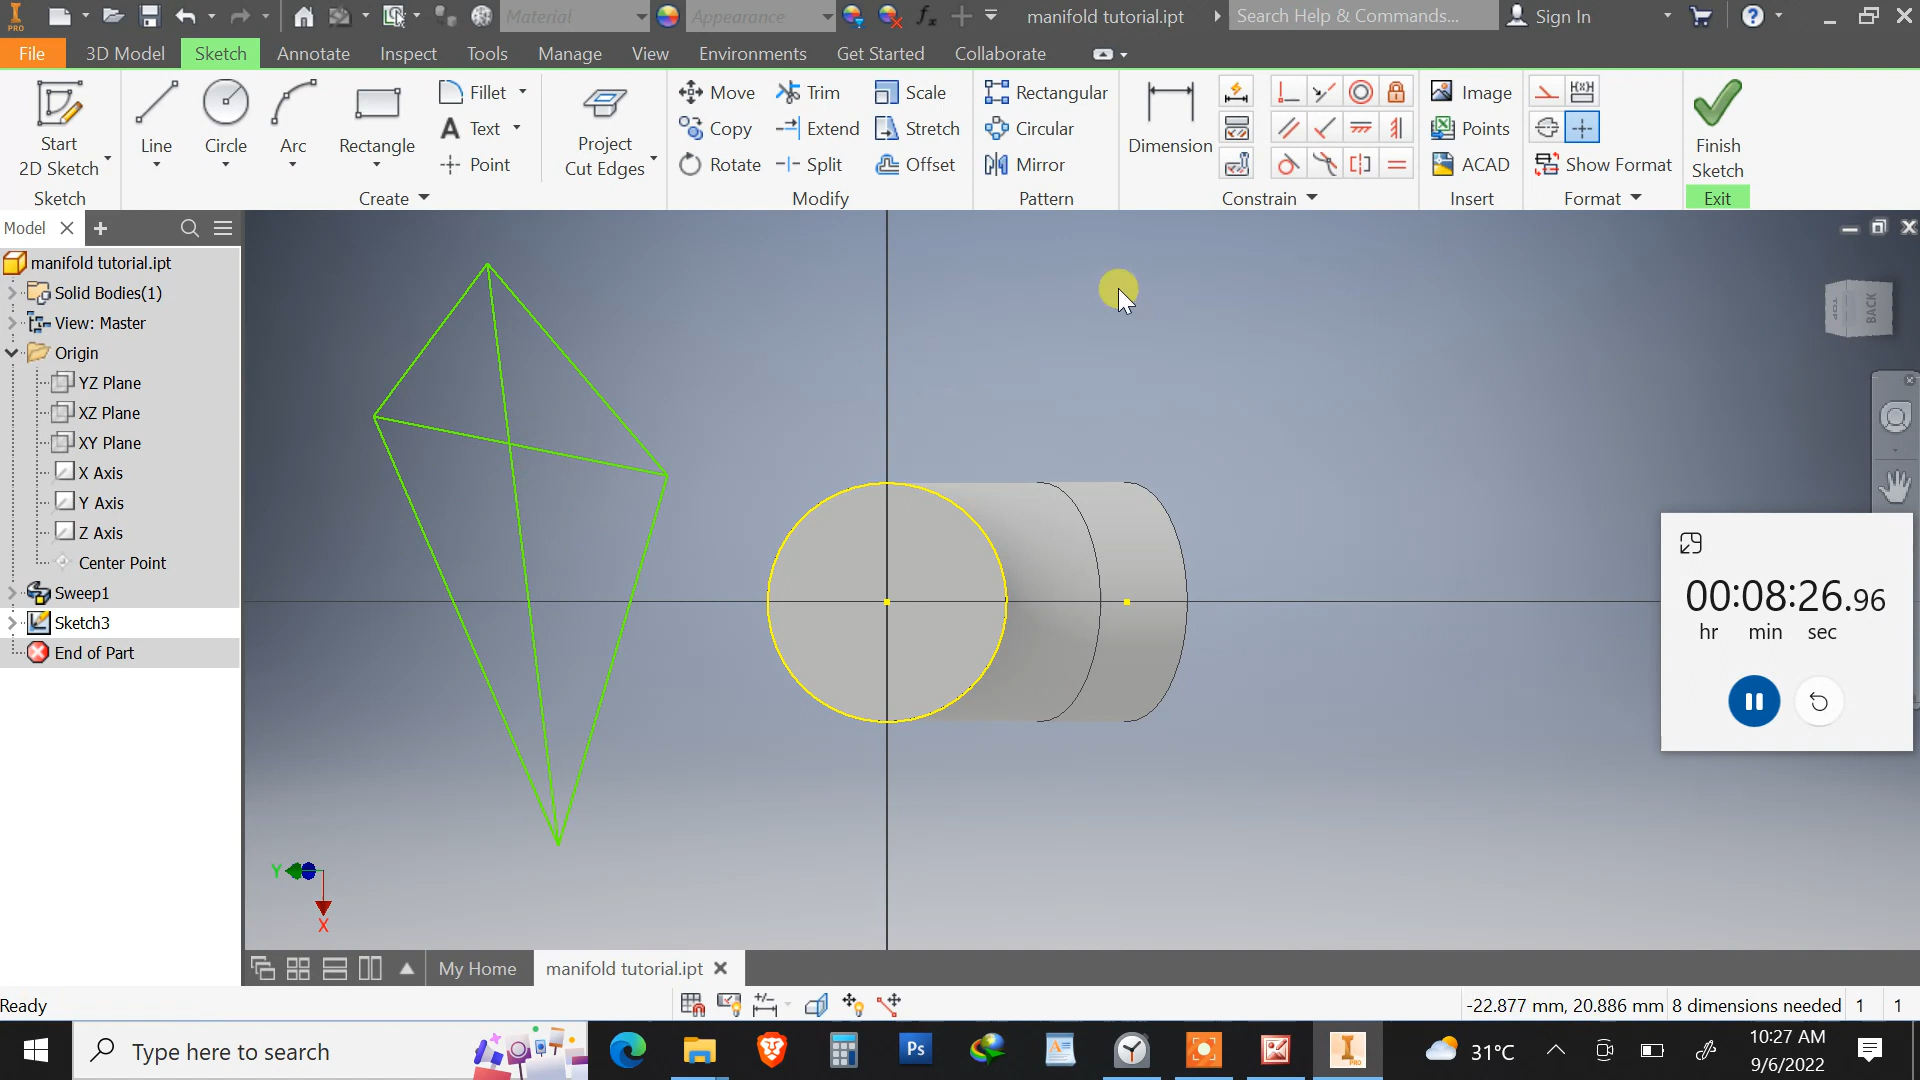 Material
Appearance
manifold tutorial.ipt
Search Help & Commands...
Sign In
PRO
File
3D Model
Sketch
Annotate
Inspect
Tools
Manage
View
Environments
Get Started
Collaborate
Start
2D Sketch
Line
Circle
Arc
Rectangle
Fillet
Text
Point
Project
Cut Edges
Move
Copy
Rotate
Trim
Extend
Split
Scale
Stretch
Offset
Rectangular
Circular
Mirror
Dimension
Image
Points
ACAD
Show Format
Finish
Sketch
Sketch
Create
Modify
Pattern
Constrain
Insert
Format
Exit
Model
manifold tutorial.ipt
Solid Bodies(1)
View: Master
Origin
YZ Plane
XZ Plane
XY Plane
X Axis
Y Axis
Z Axis
Center Point
Sweep1
Sketch3
End of Part
TOP
BACK
00:08:26.96
hr min sec
Y
X
My Home
manifold tutorial.ipt
Ready
-22.877 mm, 20.886 mm
8 dimensions needed
1
1
Type here to search
Ps
PRO
31°C
10:27 AM
9/6/2022